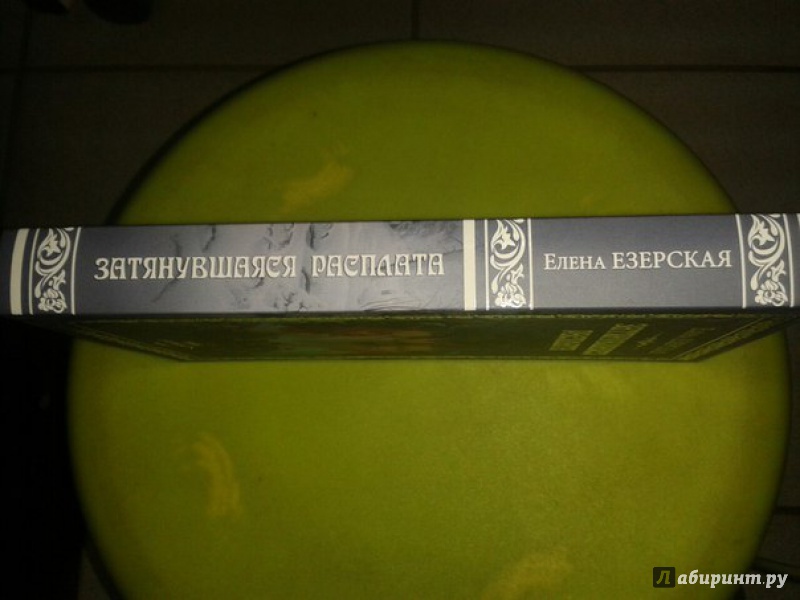 ЗАТЯНУВШАЯСЯ РАСПЛАТА
Елена ЕЗЕРСКАЯ
Лабиринт.ру